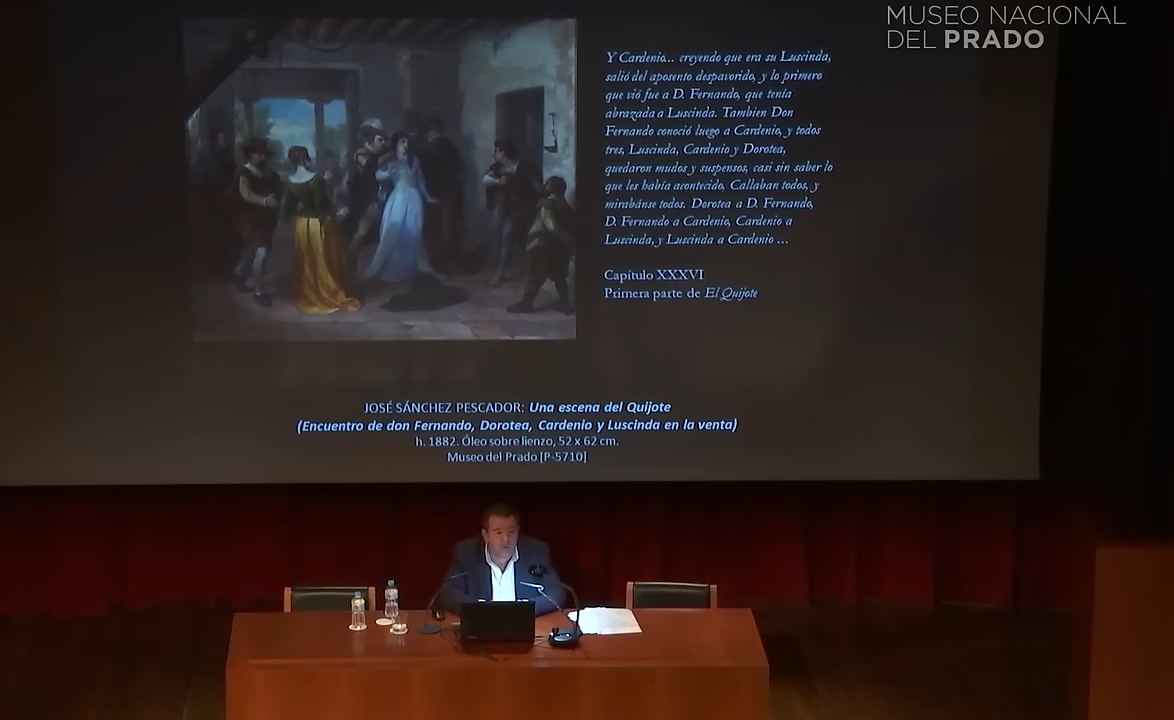 MUSEO NACIONAL
DEL PRADO
Y Cardenio... creyendo que era su Luscinda,
salió del aposento despavorido, y lo primero
que vió fue a D. Fernando, que tenía
abrazada a Luscinda. Tambien Don
Fernando conoció luego a Cardenio, y todos
tres, Luscinda, Cardenio y Dorotea,
quedaron mudos y suspensos, casi sin saber lo
que les había acontecido, Callaban todos, y
mirabánse todos. Dorotea a D. Fernando,
D. Fernando a Cardenio, Cardenio a
Luscinda, y Luscinda a Cardenio ...
Capítulo XXXVI
Primera parte de El Quijote
JOSÉ SÁNCHEZ PESCADOR: Una escena del Quijote
(Encuentro de don Fernando, Dorotea, Cardenio y Luscinda en la venta)
h. 1882. Óleo sobre lienzo, 52 x 62 cm.
Museo del Prado [P-5710]